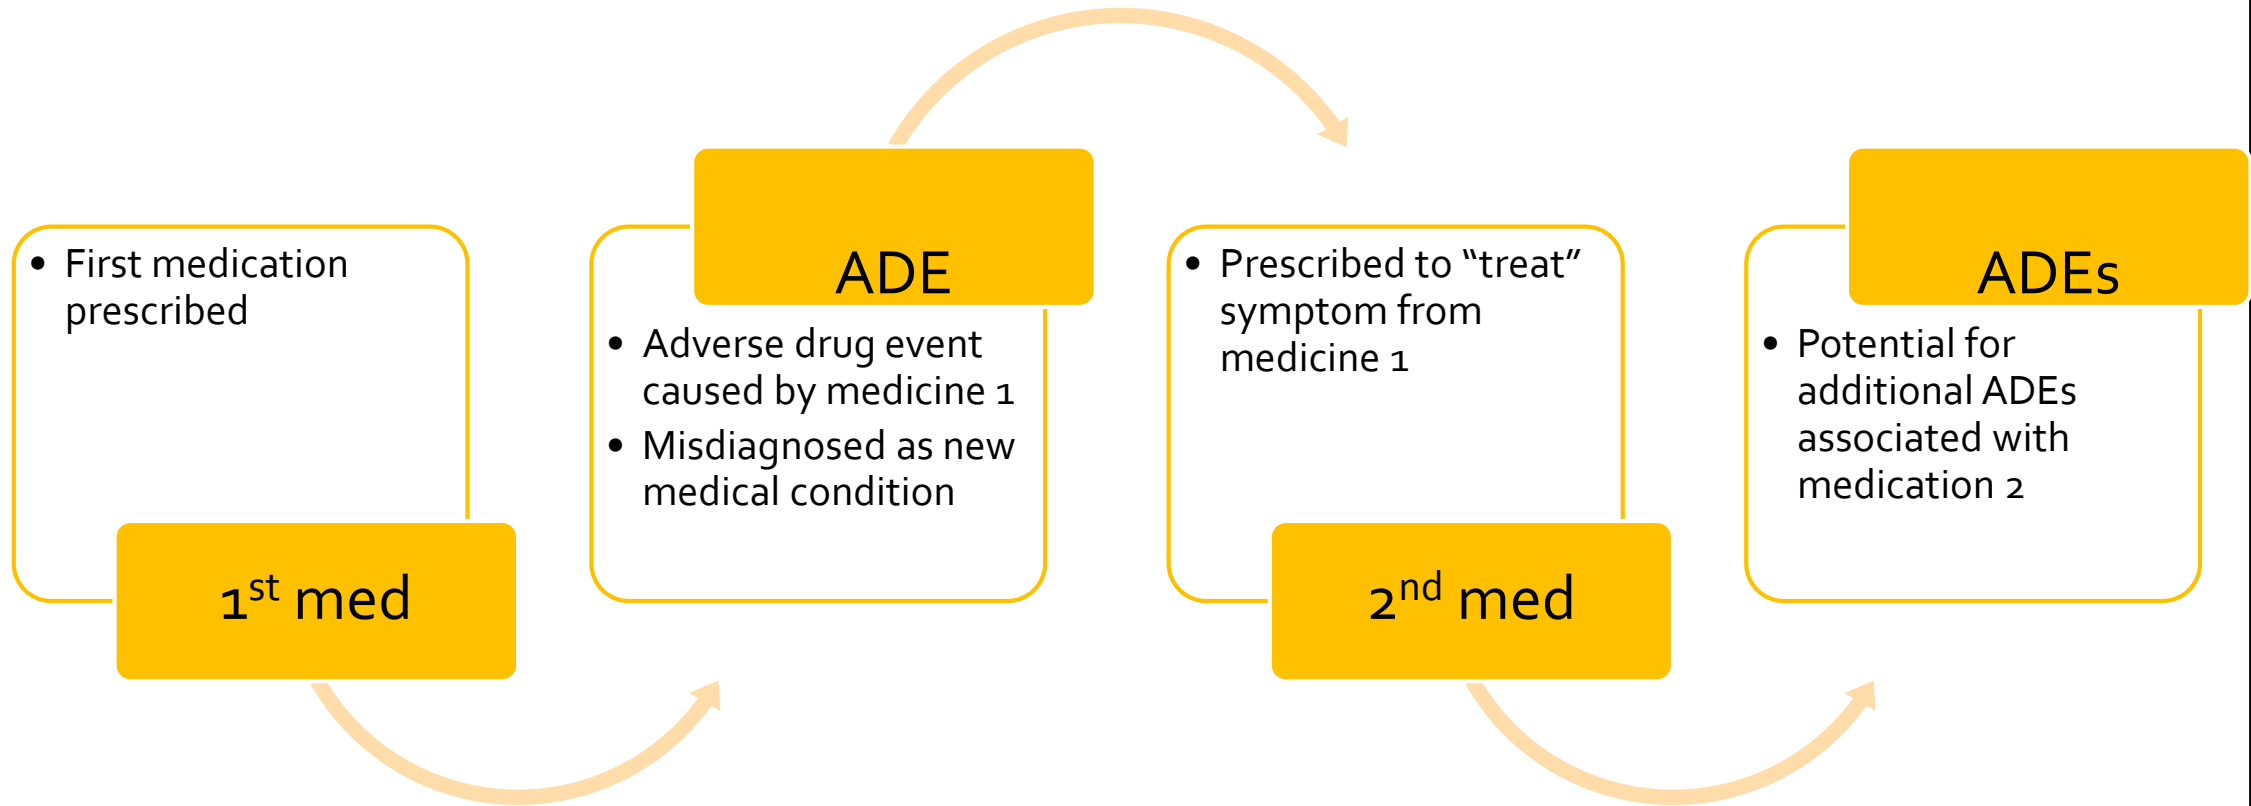 • First medication
prescribed
1st med
ADE
• Adverse drug event
caused by medicine 1
• Misdiagnosed as new
medical condition
• Prescribed to “treat”
symptom from
medicine 1
2nd med
ADEs
• Potential for
additional ADEs
associated with
medication 2